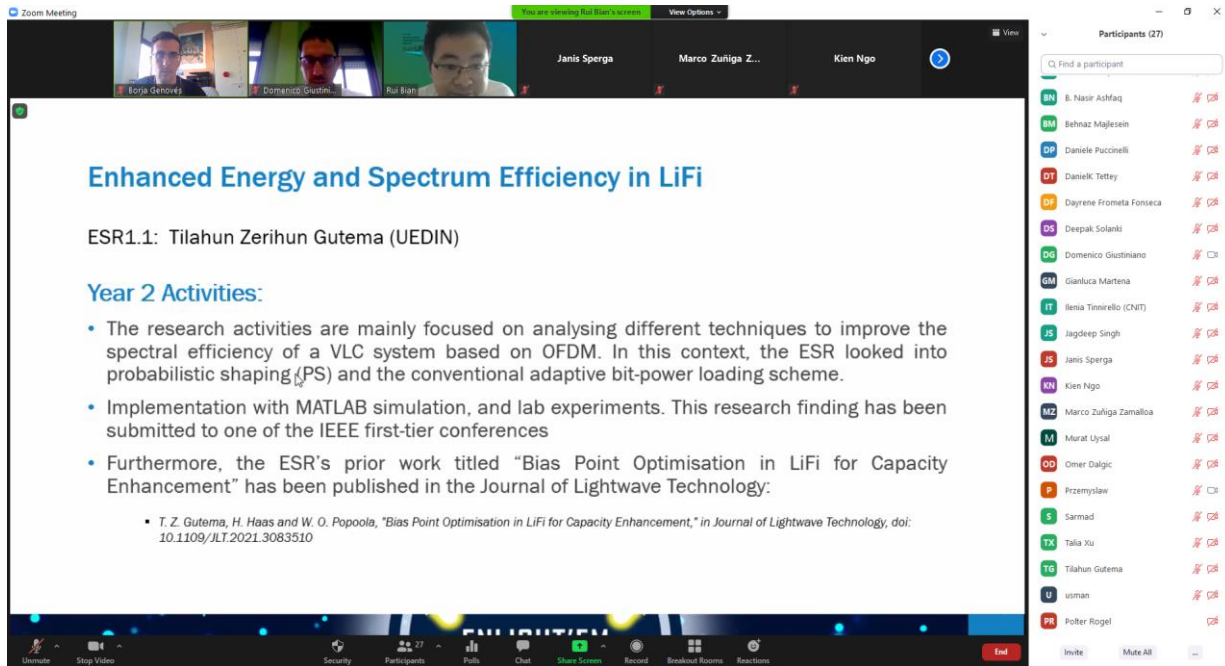 Zoom Meeting
You are viewing Rui Bian's screen
View Options
View
Borja Genovés
Domenico Giustini...
Rui Bian
Janis Sperga
Marco Zuñiga Z...
Kien Ngo
Enhanced Energy and Spectrum Efficiency in LiFi
ESR1.1: Tilahun Zerihun Gutema (UEDIN)
Year 2 Activities:
• The research activities are mainly focused on analysing different techniques to improve the
spectral efficiency of a VLC system based on OFDM. In this context, the ESR looked into
probabilistic shaping (PS) and the conventional adaptive bit-power loading scheme.
• Implementation with MATLAB simulation, and lab experiments. This research finding has been
submitted to one of the IEEE first-tier conferences
• Furthermore, the ESR's prior work titled “Bias Point Optimisation in LiFi for Capacity
Enhancement” has been published in the Journal of Lightwave Technology:
▪ T. Z. Gutema, H. Haas and W. O. Popoola, "Bias Point Optimisation in LiFi for Capacity Enhancement," in Journal of Lightwave Technology, doi:
10.1109/JLT.2021.3083510
Unmute
Stop Video
Security
27
Participants
Polls
Chat
Share Screen
Record
Breakout Rooms
Reactions
End
Participants (27)
Find a participant
BN B. Nasir Ashfaq
BM Behnaz Majlesein
DP Daniele Puccinelli
DT DanielK Tettey
DF Dayrene Frometa Fonseca
DS Deepak Solanki
DG Domenico Giustiniano
GM Gianluca Martena
IT Ilenia Tinnirello (CNIT)
JS Jagdeep Singh
JS Janis Sperga
KN Kien Ngo
MZ Marco Zuñiga Zamalloa
M Murat Uysal
OD Omer Dalgic
P Przemyslaw
S Sarmad
TX Talia Xu
TG Tilahun Gutema
U usman
PR Polter Rogel
Invite
Mute All
...